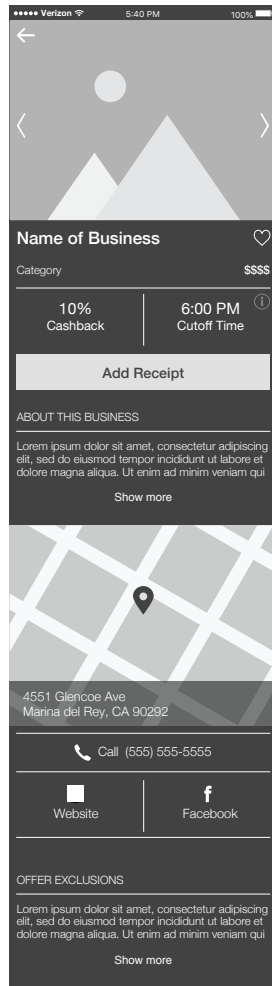 Verizon 5:40 PM 100%
Name of Business
Category $$$$
10% 6:00 PM
Cashback Cutoff Time
Add Receipt
ABOUT THIS BUSINESS
Lorem ipsum dolor sit amet, consectetur adipiscing
elit, sed do eiusmod tempor incididunt ut labore et
dolore magna aliqua. Ut enim ad minim veniam qui
Show more
4551 Glencoe Ave
Marina del Rey, CA 90292
Call (555) 555-5555
Website Facebook
OFFER EXCLUSIONS
Lorem ipsum dolor sit amet, consectetur adipiscing
elit, sed do eiusmod tempor incididunt ut labore et
dolore magna aliqua. Ut enim ad minim veniam qui
Show more